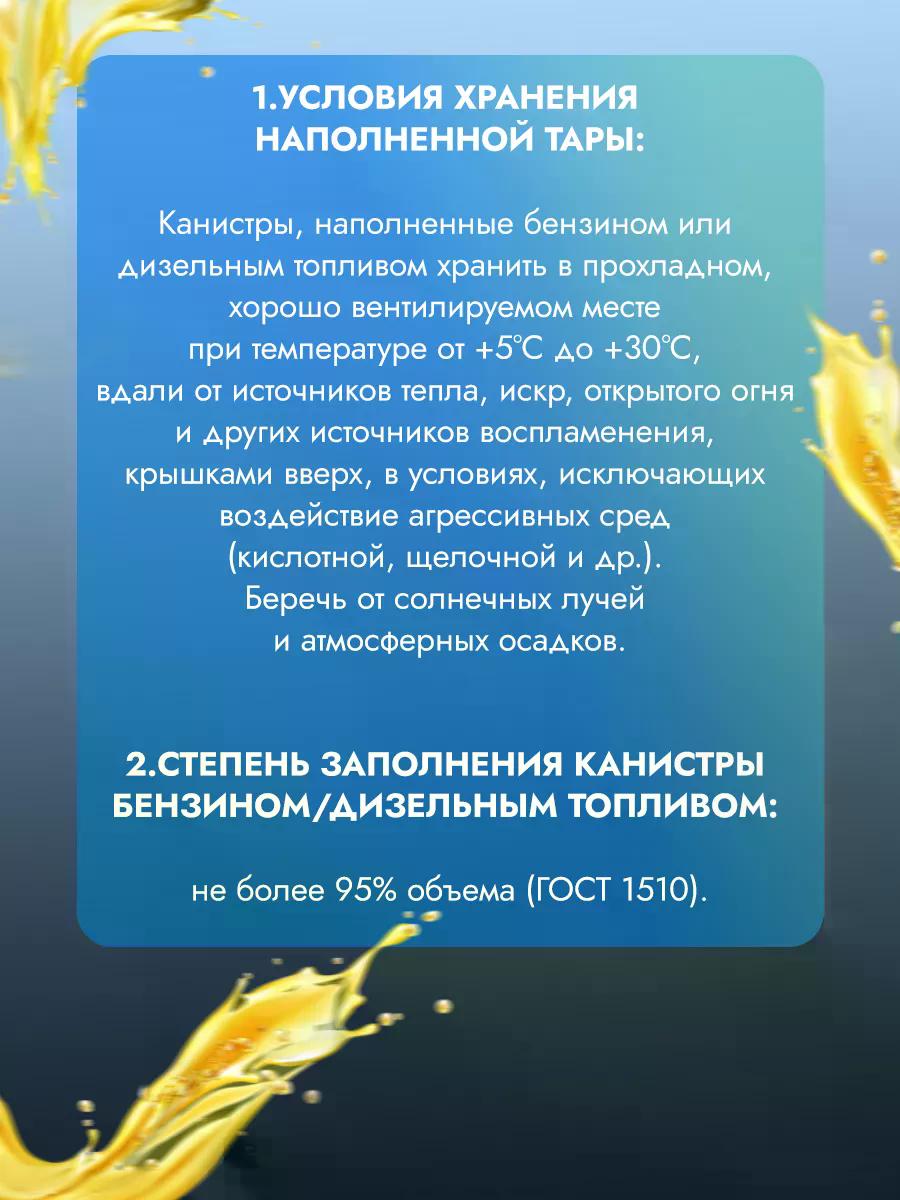 1.УСЛОВИЯ ХРАНЕНИЯ
НАПОЛНЕННОЙ ТАРЫ:
Канистры, наполненные бензином или
дизельным топливом хранить в прохладном,
хорошо вентилируемом месте
при температуре от +5°С до +30°С,
вдали от источников тепла, искр, открытого огня
и других источников воспламенения,
крышками вверх, в условиях, исключающих
воздействие агрессивных сред
(кислотной, щелочной и др.).
Беречь от солнечных лучей
и атмосферных осадков.
2.СТЕПЕНЬ ЗАПОЛНЕНИЯ КАНИСТРЫ
БЕНЗИНОМ/ДИЗЕЛЬНЫМ ТОПЛИВОМ:
не более 95% объема (ГОСТ 1510).